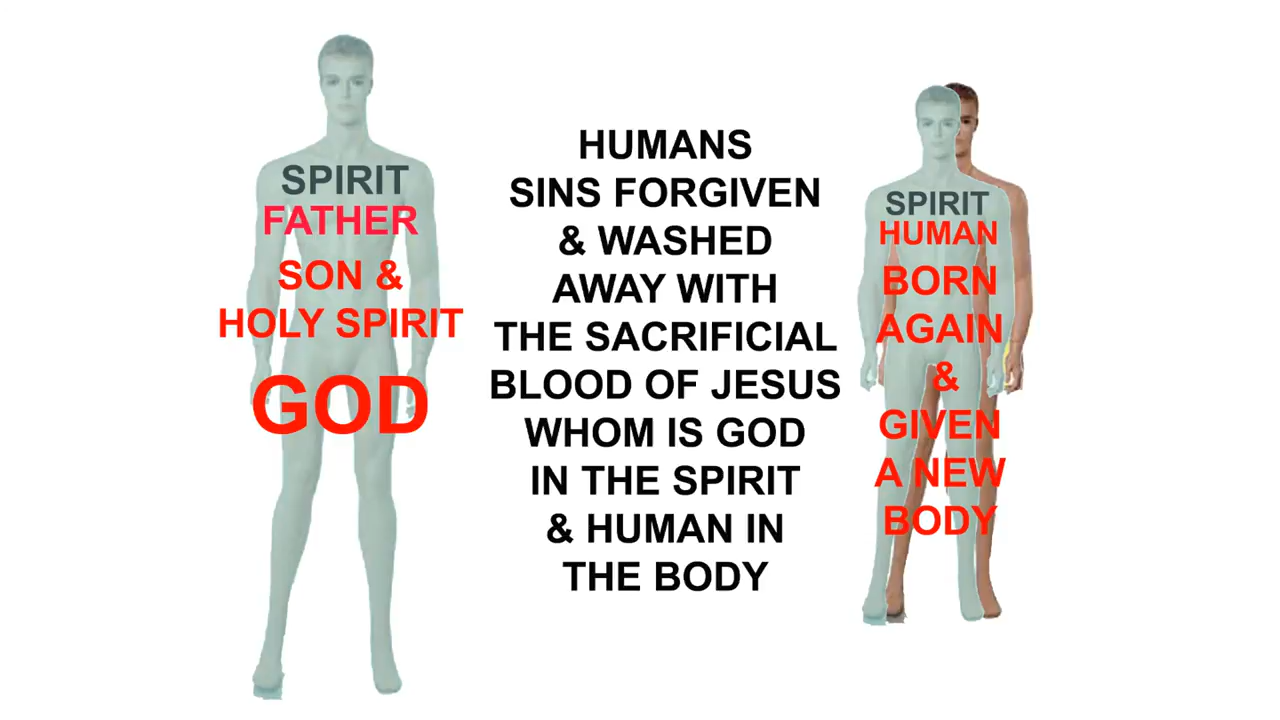 SPIRIT
FATHER
SON &
HOLY SPIRIT
GOD
HUMANS
SINS FORGIVEN
& WASHED
AWAY WITH
THE SACRIFICIAL
BLOOD OF JESUS
WHOM IS GOD
IN THE SPIRIT
& HUMAN IN
THE BODY
SPIRIT
HUMAN
BORN
AGAIN
&
GIVEN
A NEW
BODY